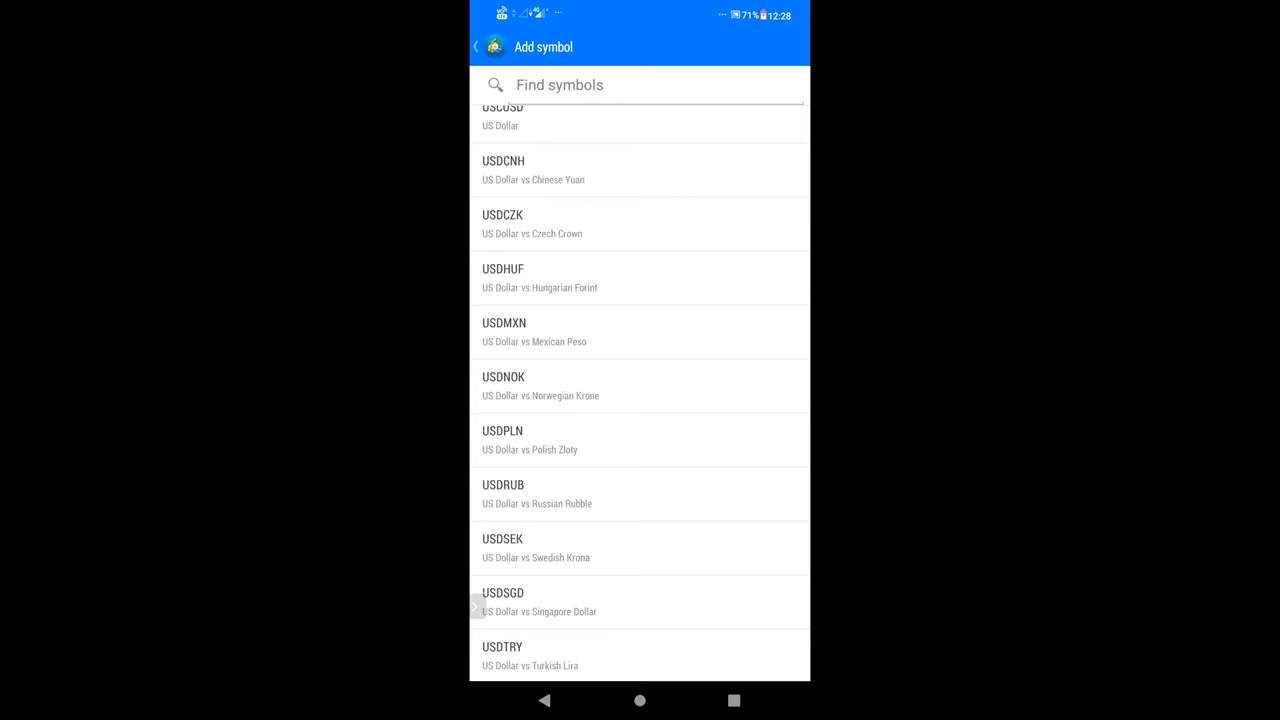 71% 12:28
Add symbol
Find symbols
USCUSD
US Dollar
USDCNH
US Dollar vs Chinese Yuan
USDCZK
US Dollar vs Czech Crown
USDHUF
US Dollar vs Hungarian Forint
USDMXN
US Dollar vs Mexican Peso
USDNOK
US Dollar vs Norwegian Krone
USDPLN
US Dollar vs Polish Zloty
USDRUB
US Dollar vs Russian Rubble
USDSEK
US Dollar vs Swedish Krona
USDSGD
US Dollar vs Singapore Dollar
USDTRY
US Dollar vs Turkish Lira